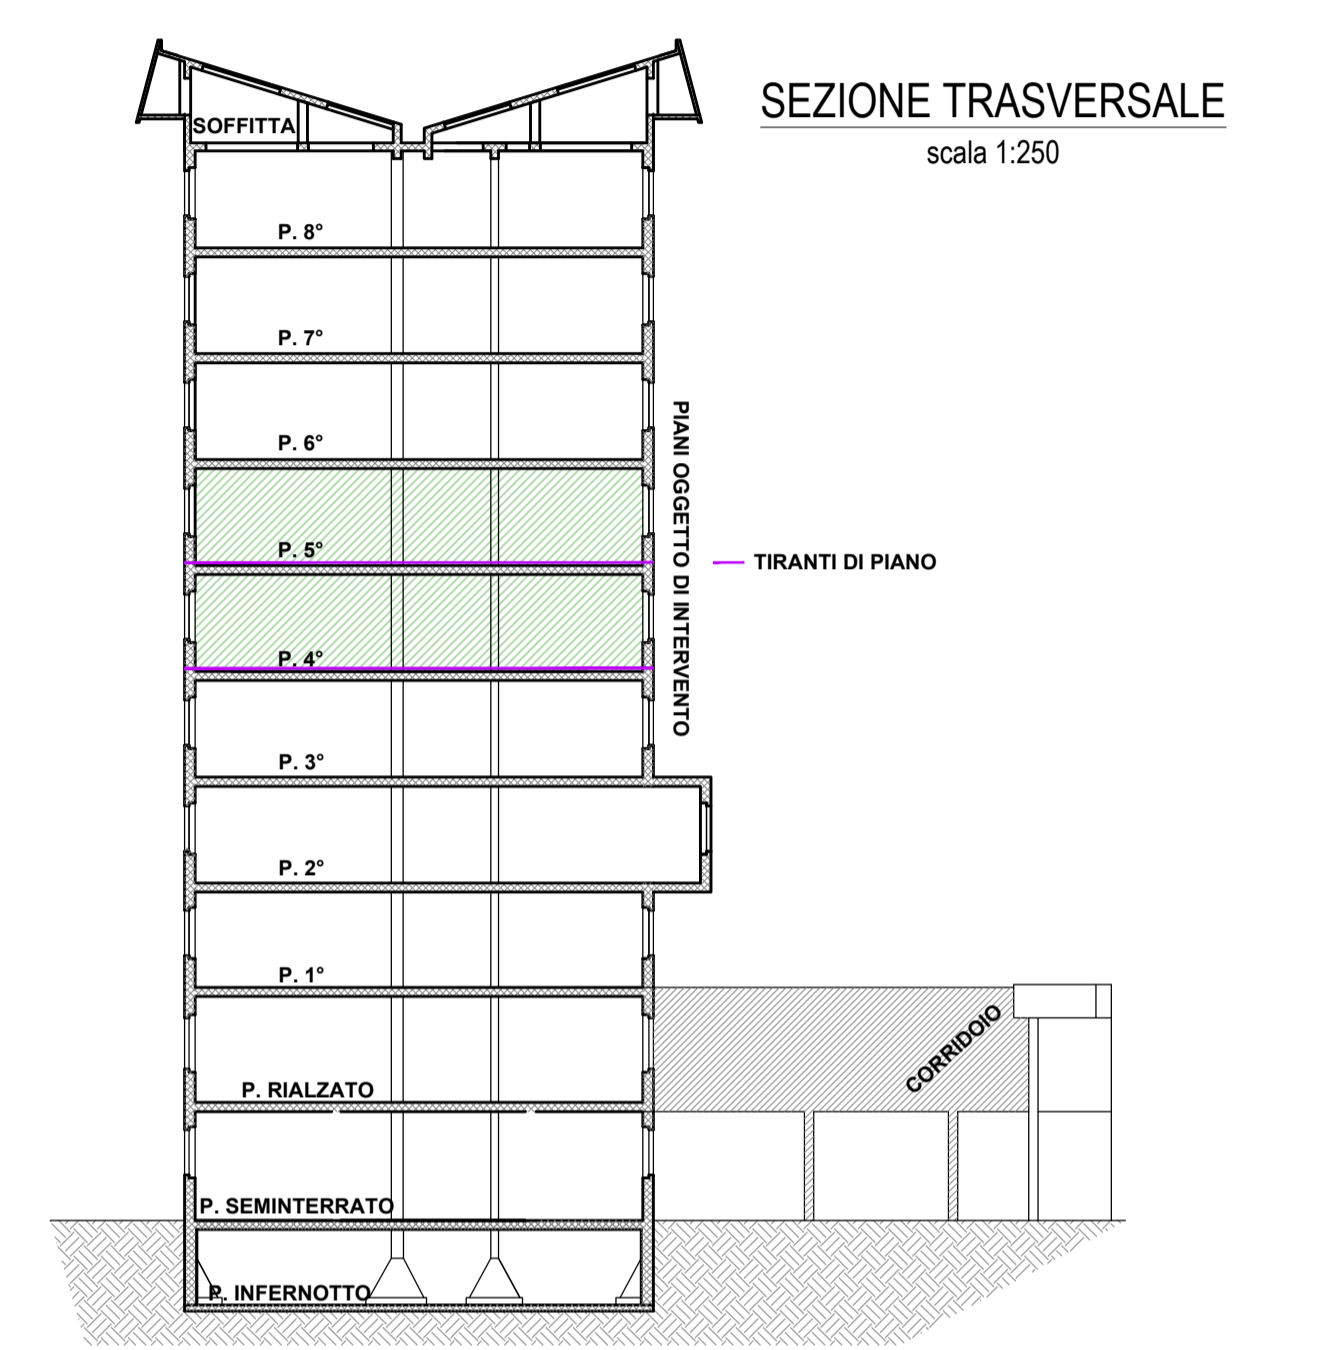 SEZIONE TRASVERSALE
scala 1:250
SOFFITTA
P. 8°
P. 7°
P. 6°
P. 5°
P. 4°
P. 3°
P. 2°
P. 1°
P. RIALZATO
P. SEMINTERRATO
P. INFERNOTTO
PIANI OGGETTO DI INTERVENTO
TIRANTI DI PIANO
CORRIDOIO